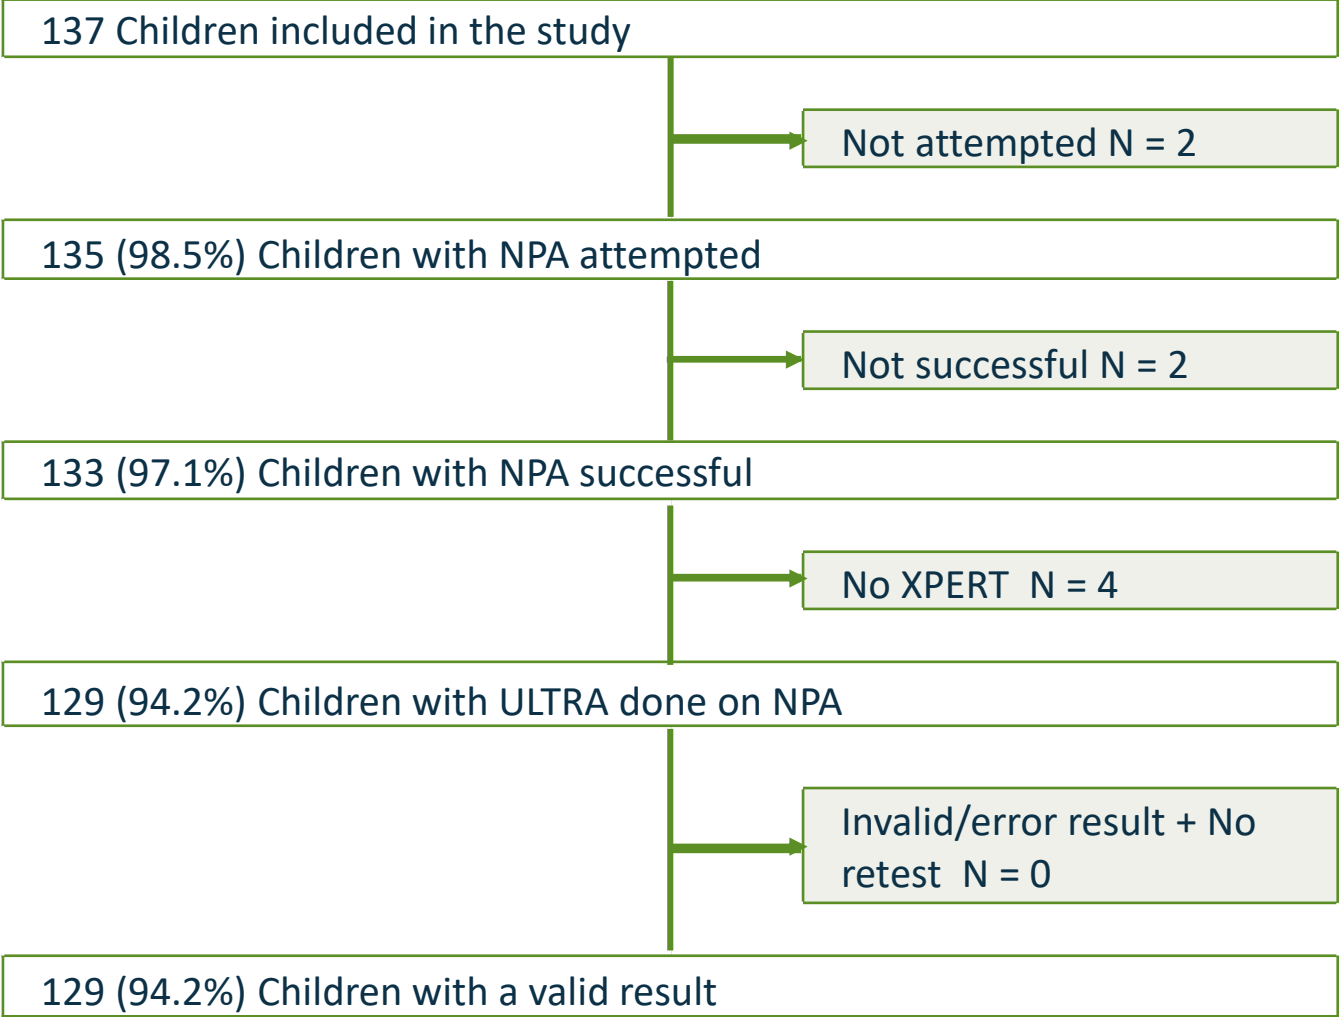 137 Children included in the study
Not attempted N = 2
135 (98.5%) Children with NPA attempted
Not successful N = 2
133 (97.1%) Children with NPA successful
No XPERT  N = 4
129 (94.2%) Children with ULTRA done on NPA
Invalid/error result + No
retest  N = 0
129 (94.2%) Children with a valid result